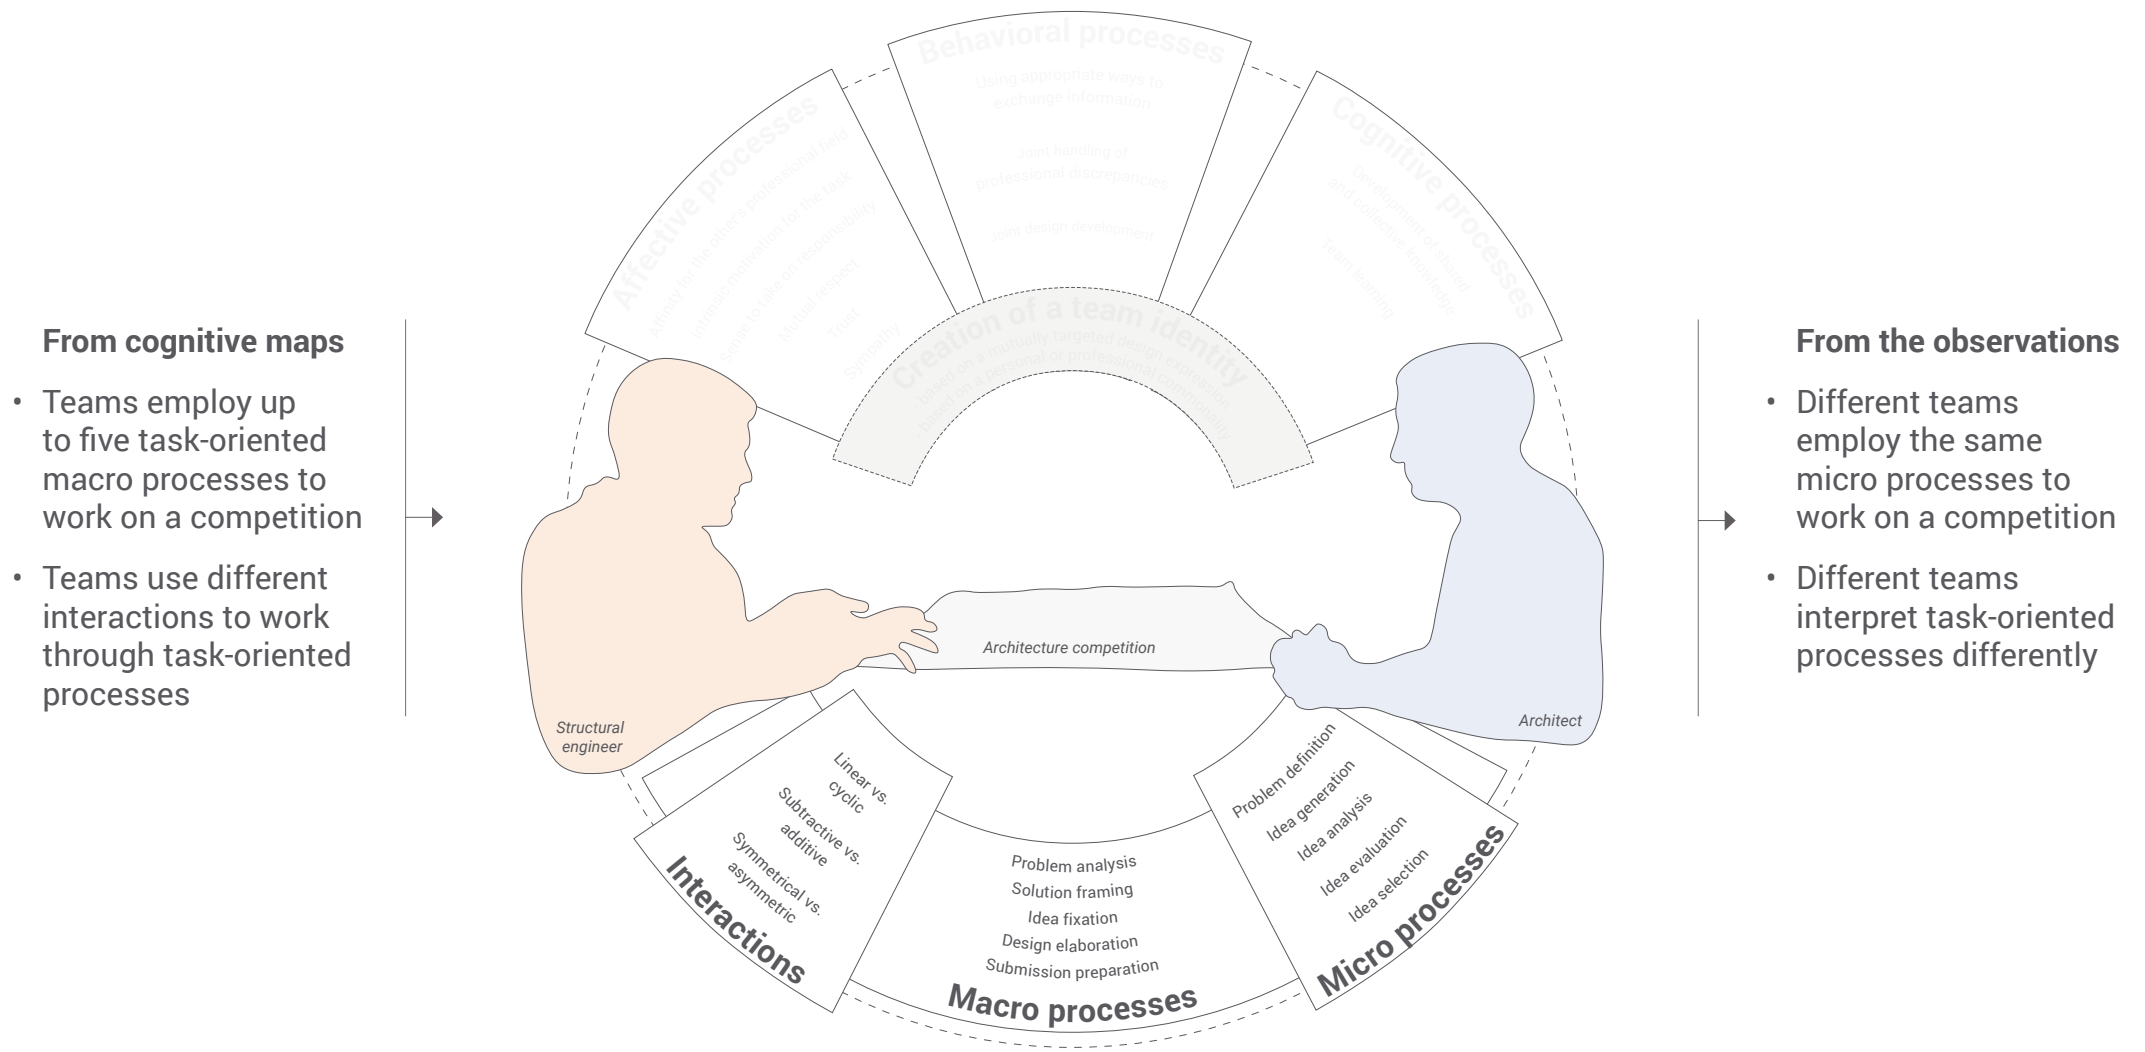 Behavioral processes
Using appropriate ways to
exchange information
Joint handling of
professional discrepancies
Joint design development
Affective processes
Affinity for the other's professional field
Intrinsic motivation for the task
Sense to take on responsibility
Mutual respect
Trust
Sympathy
Cognitive processes
Development of shared
and collective knowledge
Team learning
Creation of a team identity
- based on a mutually targeted design expression
- based on a personal or professional community
From cognitive maps
• Teams employ up
to five task-oriented
macro processes to
work on a competition
• Teams use different
interactions to work
through task-oriented
processes
From the observations
• Different teams
employ the same
micro processes to
work on a competition
• Different teams
interpret task-oriented
processes differently
Architecture competition
Structural
engineer
Architect
Linear vs.
cyclic
Subtractive vs.
additive
Symmetrical vs.
asymmetric
Interactions
Problem analysis
Solution framing
Idea fixation
Design elaboration
Submission preparation
Macro processes
Problem definition
Idea generation
Idea analysis
Idea evaluation
Idea selection
Micro processes